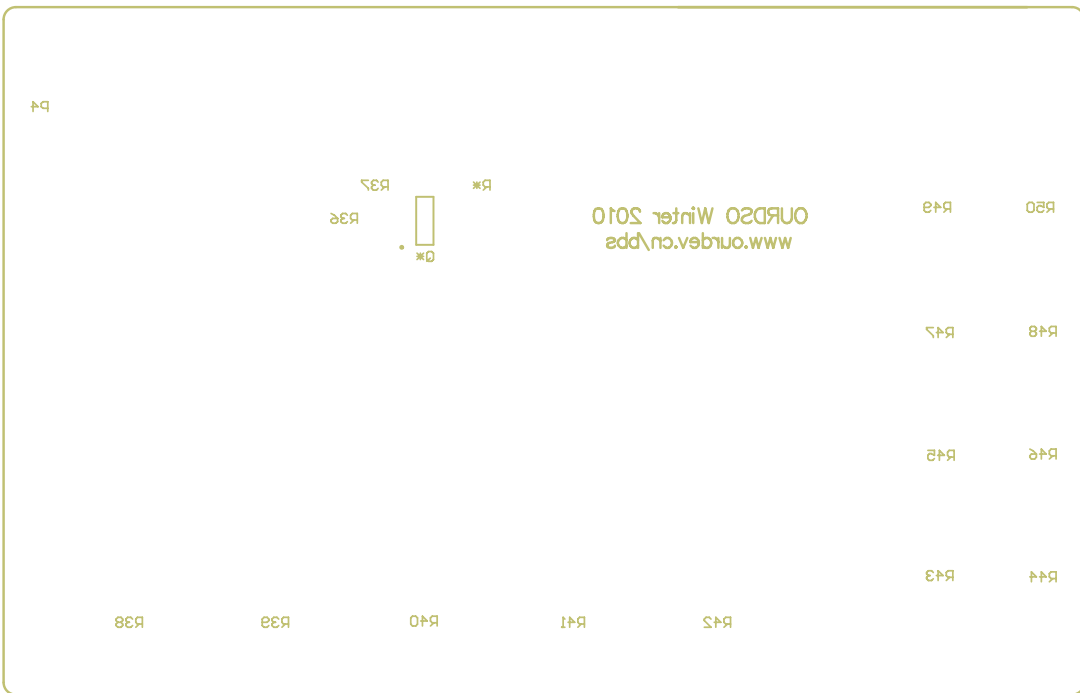 P4
R37
R*
R36
OURDSO Winter 2010
www.ourdev.cn/bbs
R49
R50
Q*
R47
R48
R45
R46
R43
R44
R38
R39
R40
R41
R42